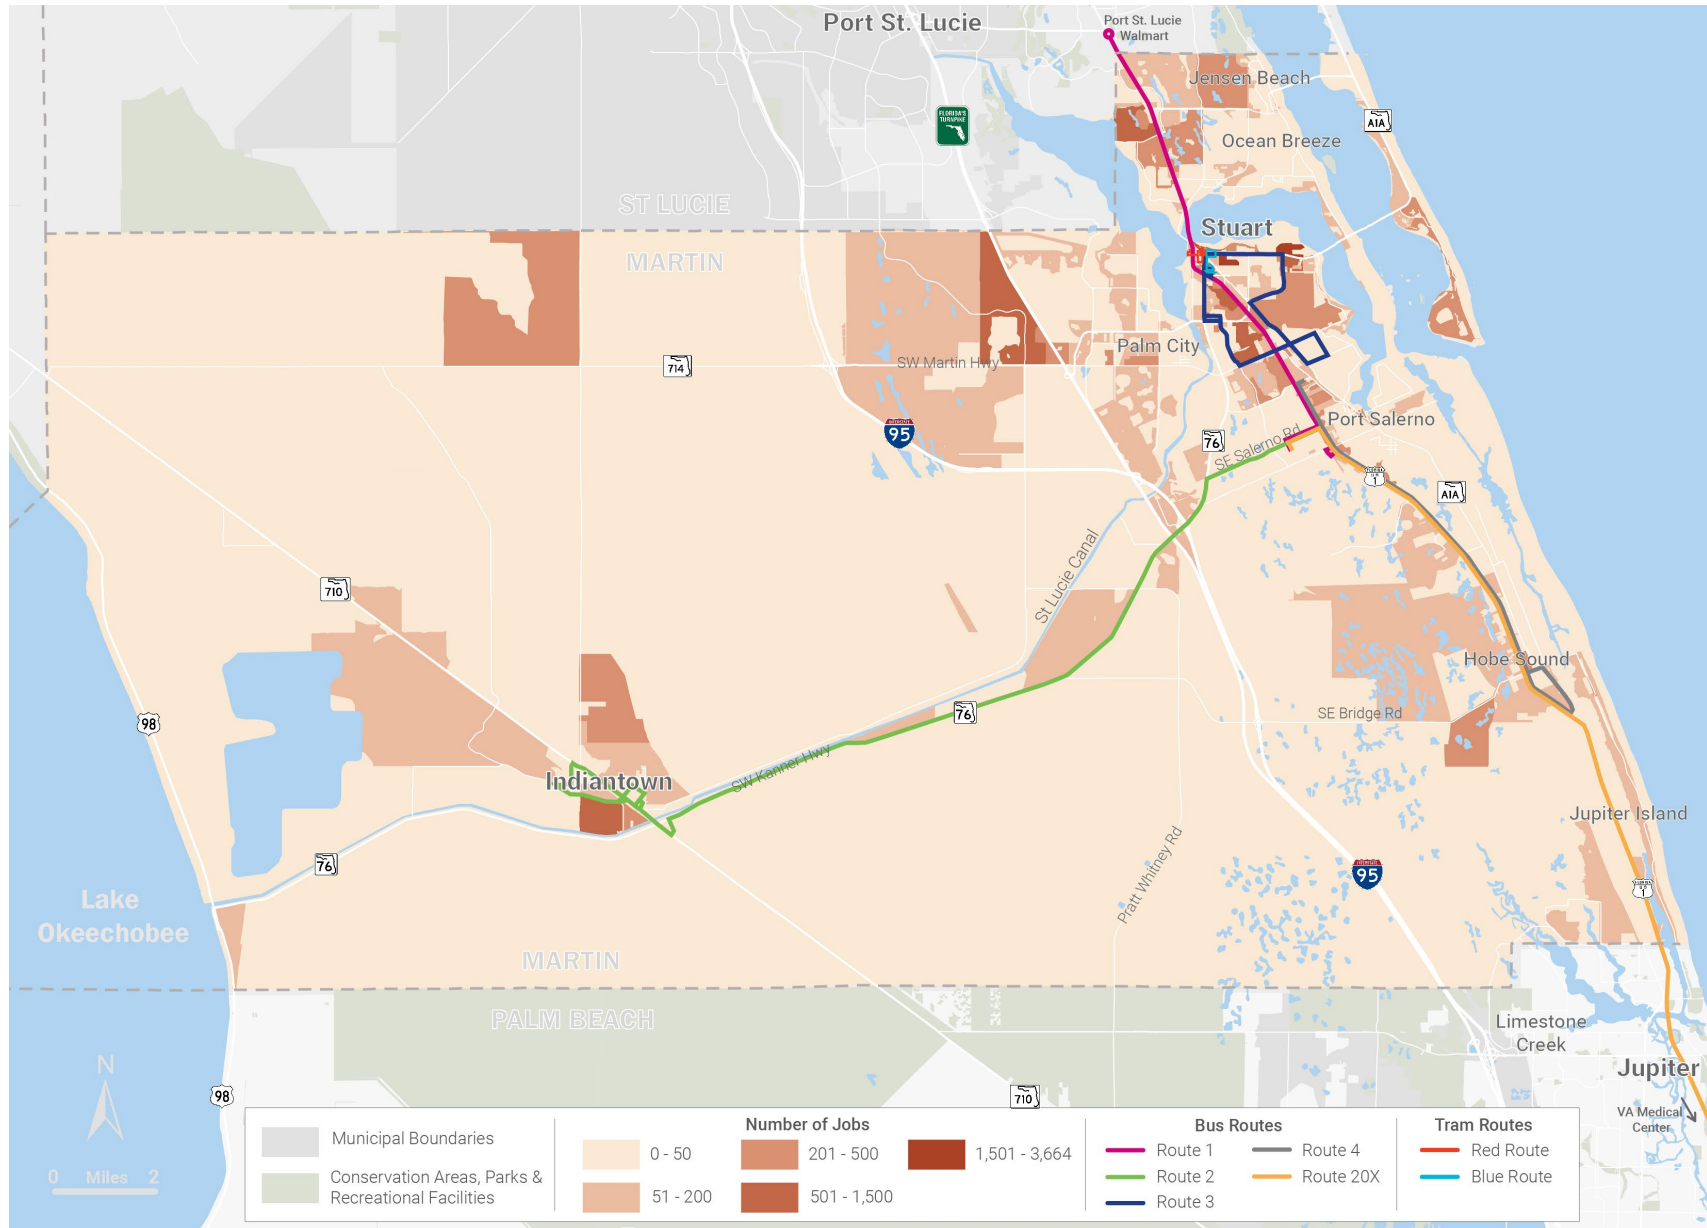 Port St. Lucie
Port St. Lucie
Walmart
Jensen Beach
FLORIDA'S
TURNPIKE
A1A
Ocean Breeze
ST LUCIE
Stuart
MARTIN
Palm City
SW Martin Hwy
714
95
76
SE Salerno Rd
Port Salerno
1
A1A
St Lucie Canal
710
Hobe Sound
98
76
SE Bridge Rd
Indiantown
SW Kanner Hwy
Jupiter Island
76
Pratt Whitney Rd
95
1
Lake
Okeechobee
MARTIN
PALM BEACH
Limestone
Creek
N
Jupiter
98
710
VA Medical
Center
0 Miles 2
Municipal Boundaries
Conservation Areas, Parks &
Recreational Facilities
Number of Jobs
0 - 50
201 - 500
1,501 - 3,664
51 - 200
501 - 1,500
Bus Routes
Route 1
Route 4
Route 2
Route 20X
Route 3
Tram Routes
Red Route
Blue Route